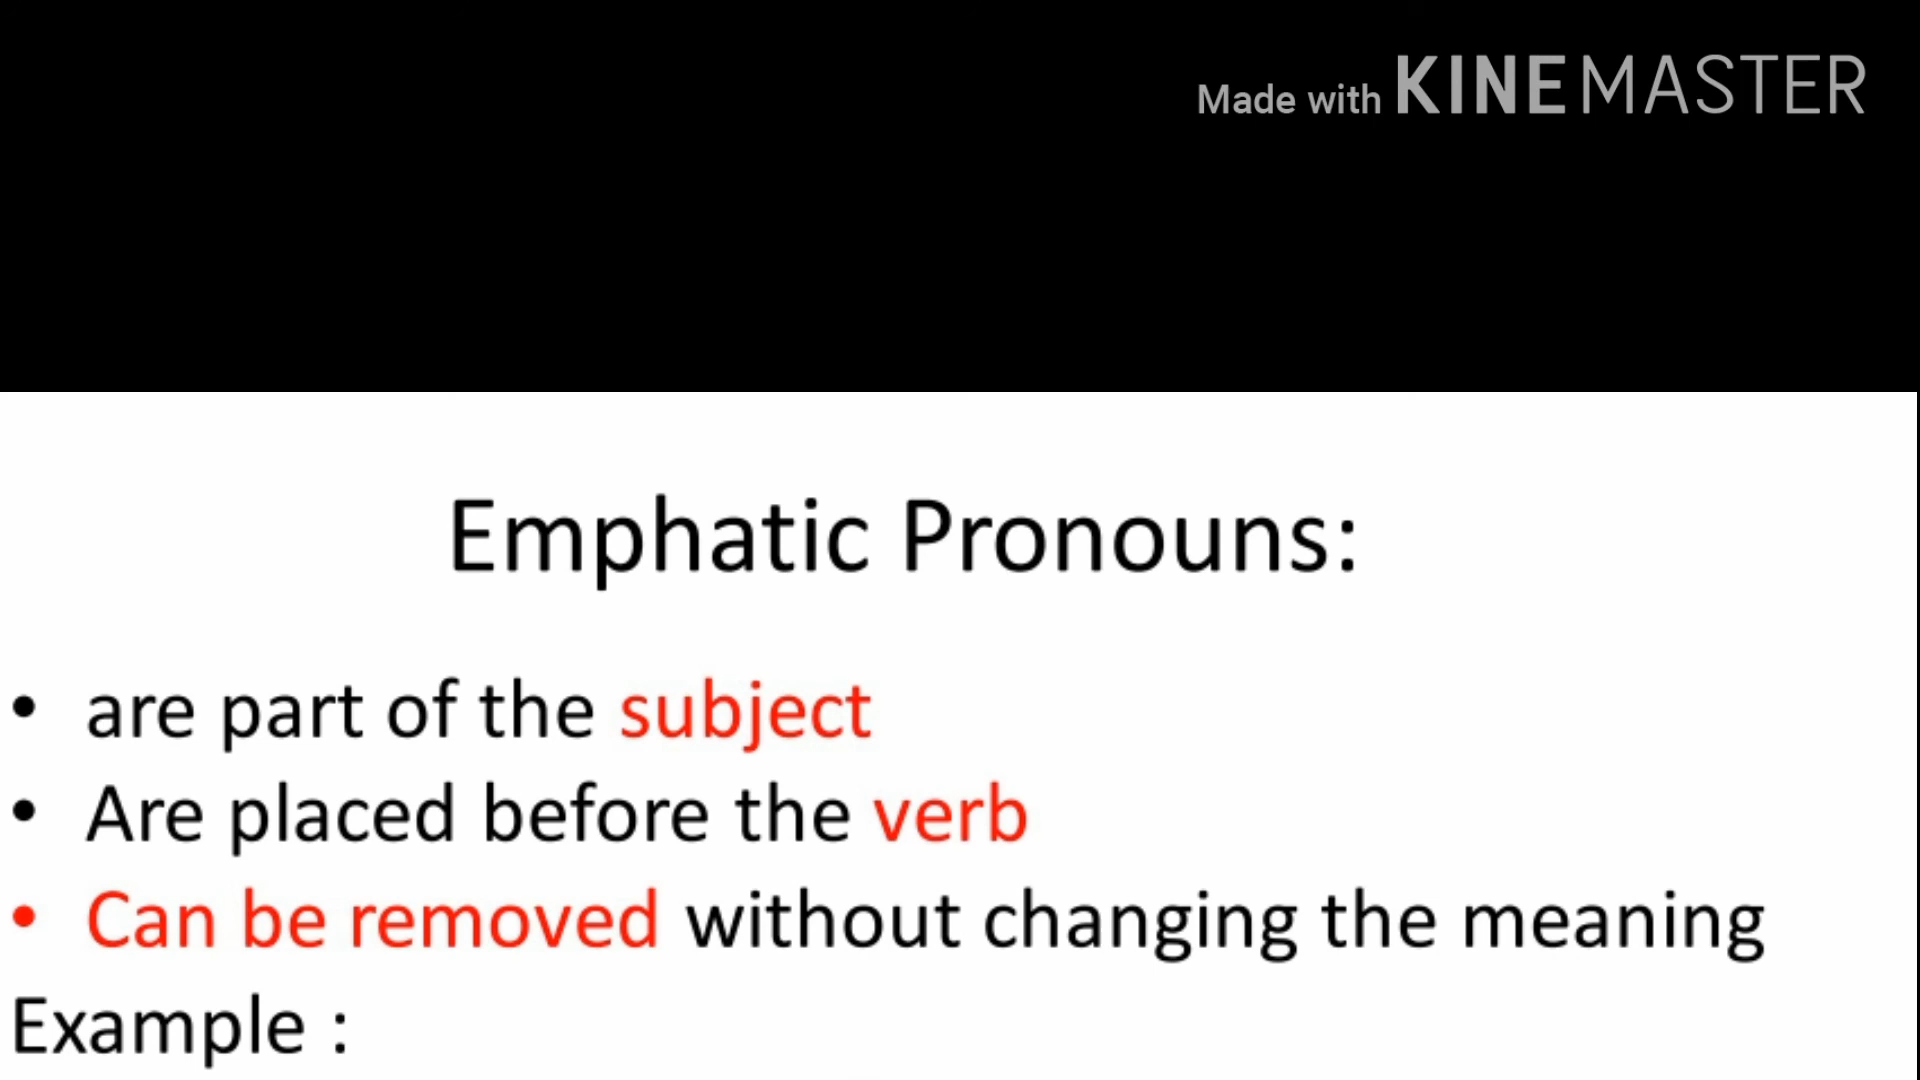 Made with KINEMASTER
Emphatic Pronouns:
• are part of the subject
• Are placed before the verb
• Can be removed without changing the meaning
Example :